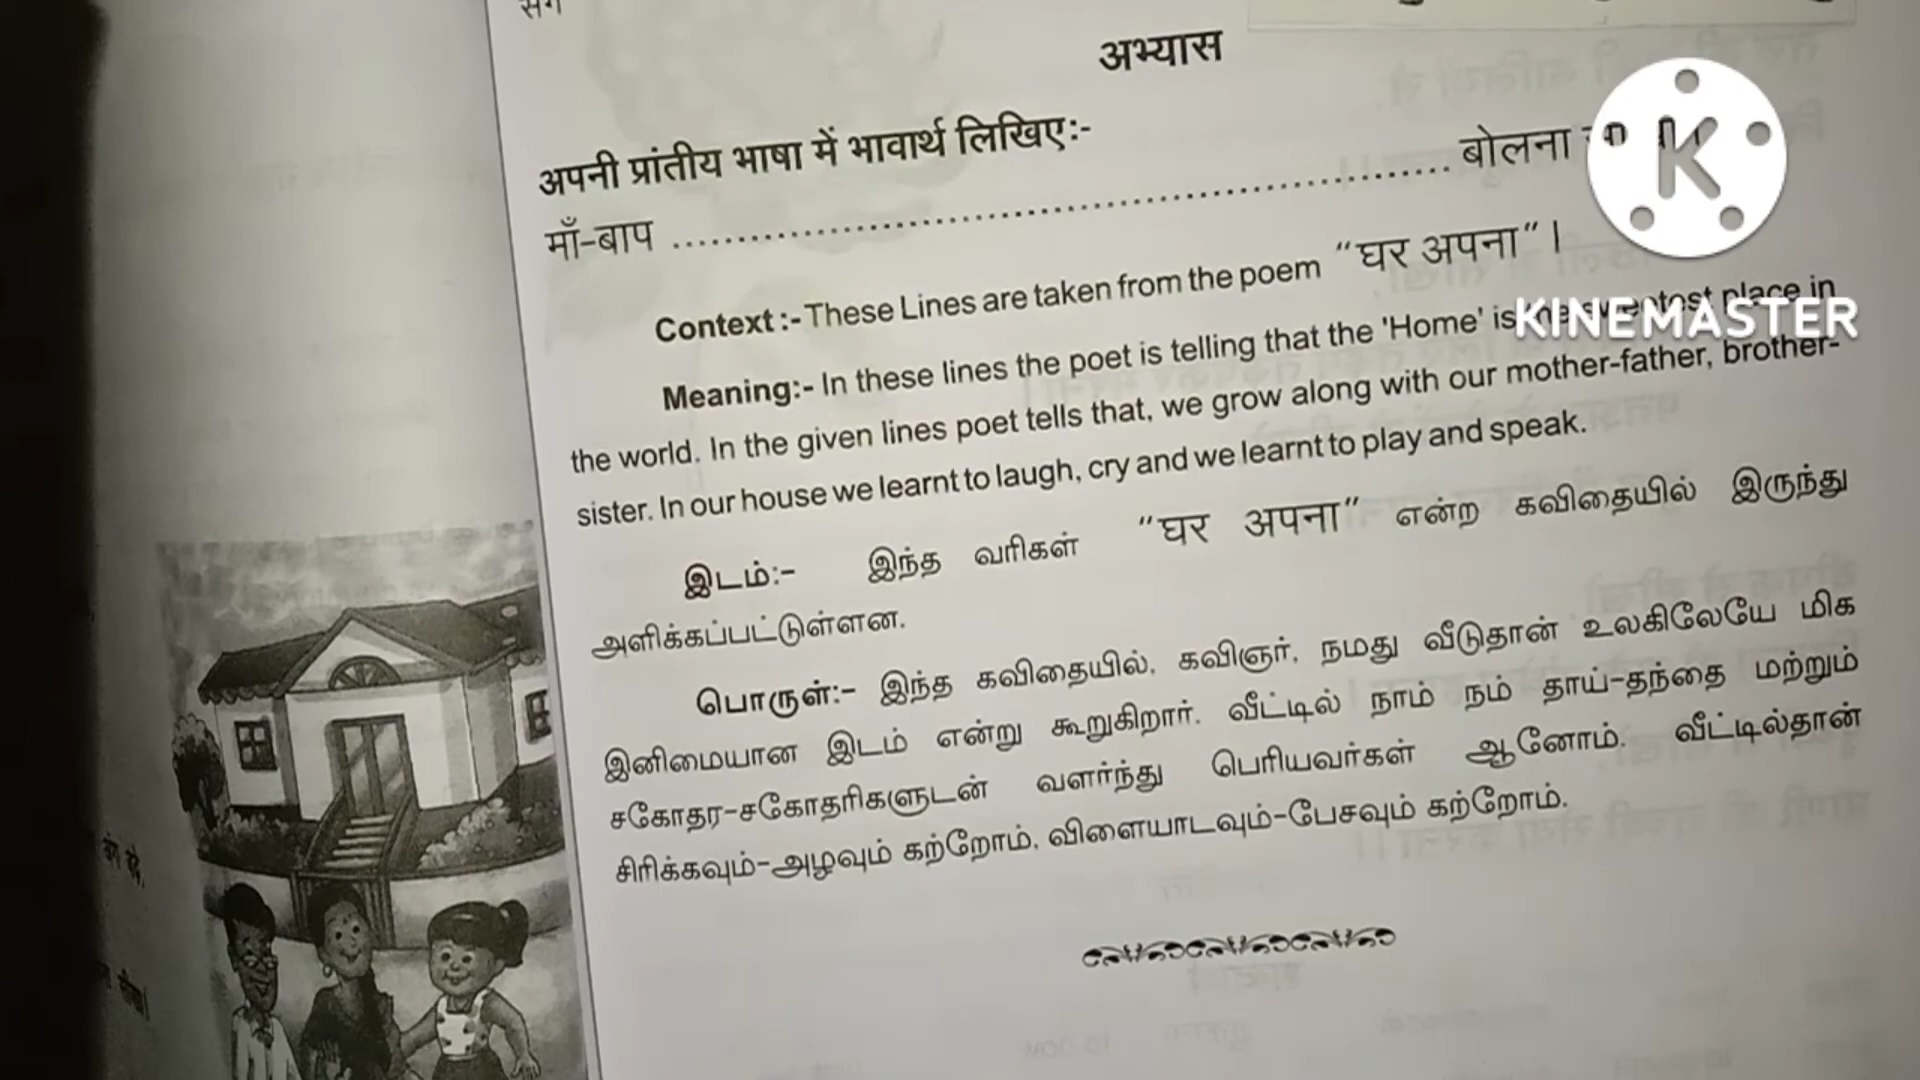 अभ्यास
अपनी प्रांतीय भाषा में भावार्थ लिखिए:-
माँ-बाप ........................................................ बोलना
Context :- These Lines are taken from the poem “घर अपना” ।
Meaning:- In these lines the poet is telling that the 'Home' is the sweetest place in
the world. In the given lines poet tells that, we grow along with our mother-father, brother-
sister. In our house we learnt to laugh, cry and we learnt to play and speak.
இடம்:- இந்த வரிகள் “घर अपना” என்ற கவிதையில் இருந்து
அளிக்கப்பட்டுள்ளன.
பொருள்:- இந்த கவிதையில், கவிஞர், நமது வீடுதான் உலகிலேயே மிக
இனிமையான இடம் என்று கூறுகிறார். வீட்டில் நாம் நம் தாய்-தந்தை மற்றும்
சகோதர-சகோதரிகளுடன் வளர்ந்து பெரியவர்கள் ஆனோம். வீட்டில்தான்
சிரிக்கவும்-அழவும் கற்றோம், விளையாடவும்-பேசவும் கற்றோம்.
K
KINEMASTER